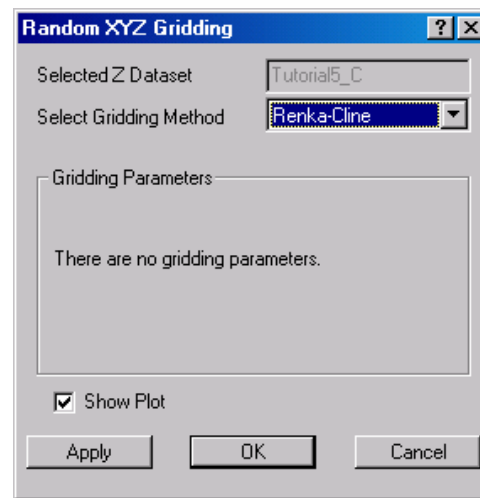 Random XYZ Gridding
Selected Z Dataset Tutorial5_C
Select Gridding Method Renka-Cline
Gridding Parameters
There are no gridding parameters.
Show Plot
Apply OK Cancel